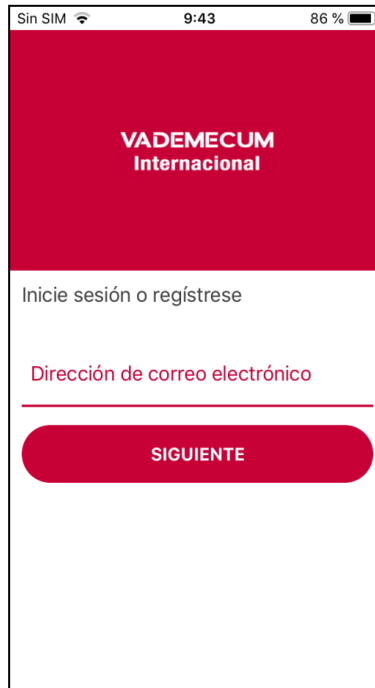 Sin SIM 9:43 86 %
VADEMECUM
Internacional
Inicie sesión o regístrese
Dirección de correo electrónico
SIGUIENTE